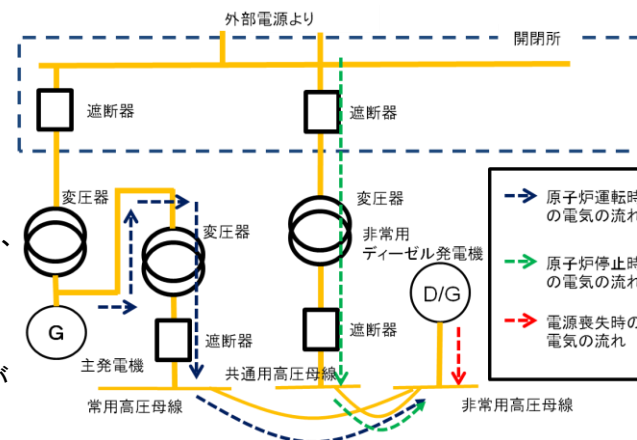 外部電源より
開閉所
遮断器
遮断器
変圧器
変圧器
変圧器
非常用
ディーゼル発電機
D/G
G
主発電機
遮断器
遮断器
常用高圧母線
共通用高圧母線
非常用高圧母線
原子炉運転時
の電気の流れ
原子炉停止時
の電気の流れ
電源喪失時の
電気の流れ
、
が